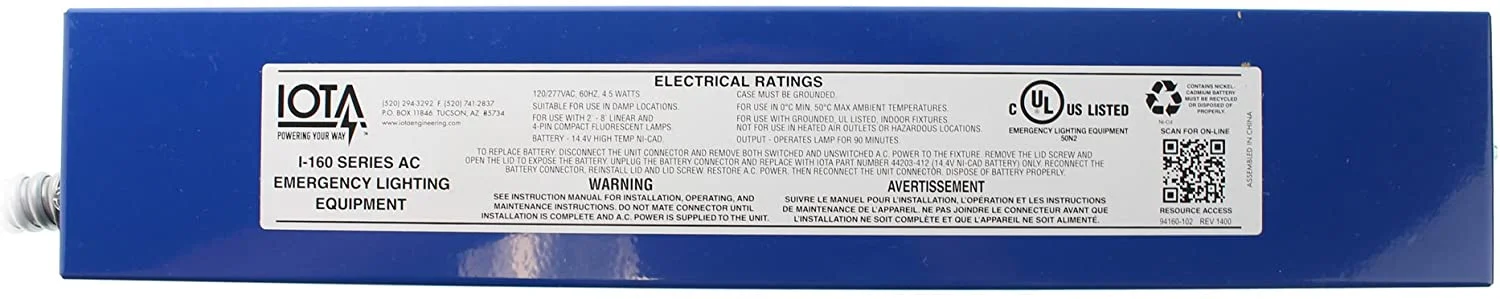 IOTA
POWERING YOUR WAY
(520) 294-3292 F (520) 741-2837
P.O. BOX 11846 TUCSON, AZ 85734
www.iotaengineering.com
I-160 SERIES AC
EMERGENCY LIGHTING
EQUIPMENT
ELECTRICAL RATINGS
120/277VAC, 60HZ, 4.5 WATTS
SUITABLE FOR USE IN DAMP LOCATIONS.
FOR USE WITH 2' - 8' LINEAR AND
4-PIN COMPACT FLUORESCENT LAMPS.
BATTERY - 14.4V HIGH TEMP NI-CAD.
CASE MUST BE GROUNDED.
FOR USE IN 0°C MIN, 50°C MAX AMBIENT TEMPERATURES.
FOR USE WITH GROUNDED, UL LISTED, INDOOR FIXTURES.
NOT FOR USE IN HEATED AIR OUTLETS OR HAZARDOUS LOCATIONS.
OUTPUT - OPERATES LAMP FOR 90 MINUTES
TO REPLACE BATTERY: DISCONNECT THE UNIT CONNECTOR AND REMOVE BOTH SWITCHED AND UNSWITCHED A.C. POWER TO THE FIXTURE. REMOVE THE LID SCREW AND
OPEN THE LID TO EXPOSE THE BATTERY. UNPLUG THE BATTERY CONNECTOR AND REPLACE WITH IOTA PART NUMBER 44203-412 (14.4V NI-CAD BATTERY) ONLY. RECONNECT THE
BATTERY CONNECTOR, REINSTALL LID AND LID SCREW. RESTORE A.C. POWER, THEN RECONNECT THE UNIT CONNECTOR. DISPOSE OF BATTERY PROPERLY.
WARNING
SEE INSTRUCTION MANUAL FOR INSTALLATION, OPERATING, AND
MAINTENANCE INSTRUCTIONS. DO NOT MATE CONNECTOR UNTIL
INSTALLATION IS COMPLETE AND A.C. POWER IS SUPPLIED TO THE UNIT.
AVERTISSEMENT
SUIVRE LE MANUEL POUR L'INSTALLATION, L'OPÉRATION ET LES INSTRUCTIONS
DE MAINTENANCE DE L'APPAREIL. NE PAS JOINDRE LE CONNECTEUR AVANT QUE
L'INSTALLATION NE SOIT COMPLÈTE ET QUE L'APPAREIL NE SOIT ALIMENTÉ.
C UL US LISTED
EMERGENCY LIGHTING EQUIPMENT
50N2
CONTAINS NICKEL-
CADMIUM BATTERY
MUST BE RECYCLED
OR DISPOSED OF
PROPERLY.
Ni-Cd
SCAN FOR ON-LINE
RESOURCE ACCESS
94160-102 REV 1400
ASSEMBLED IN CHINA